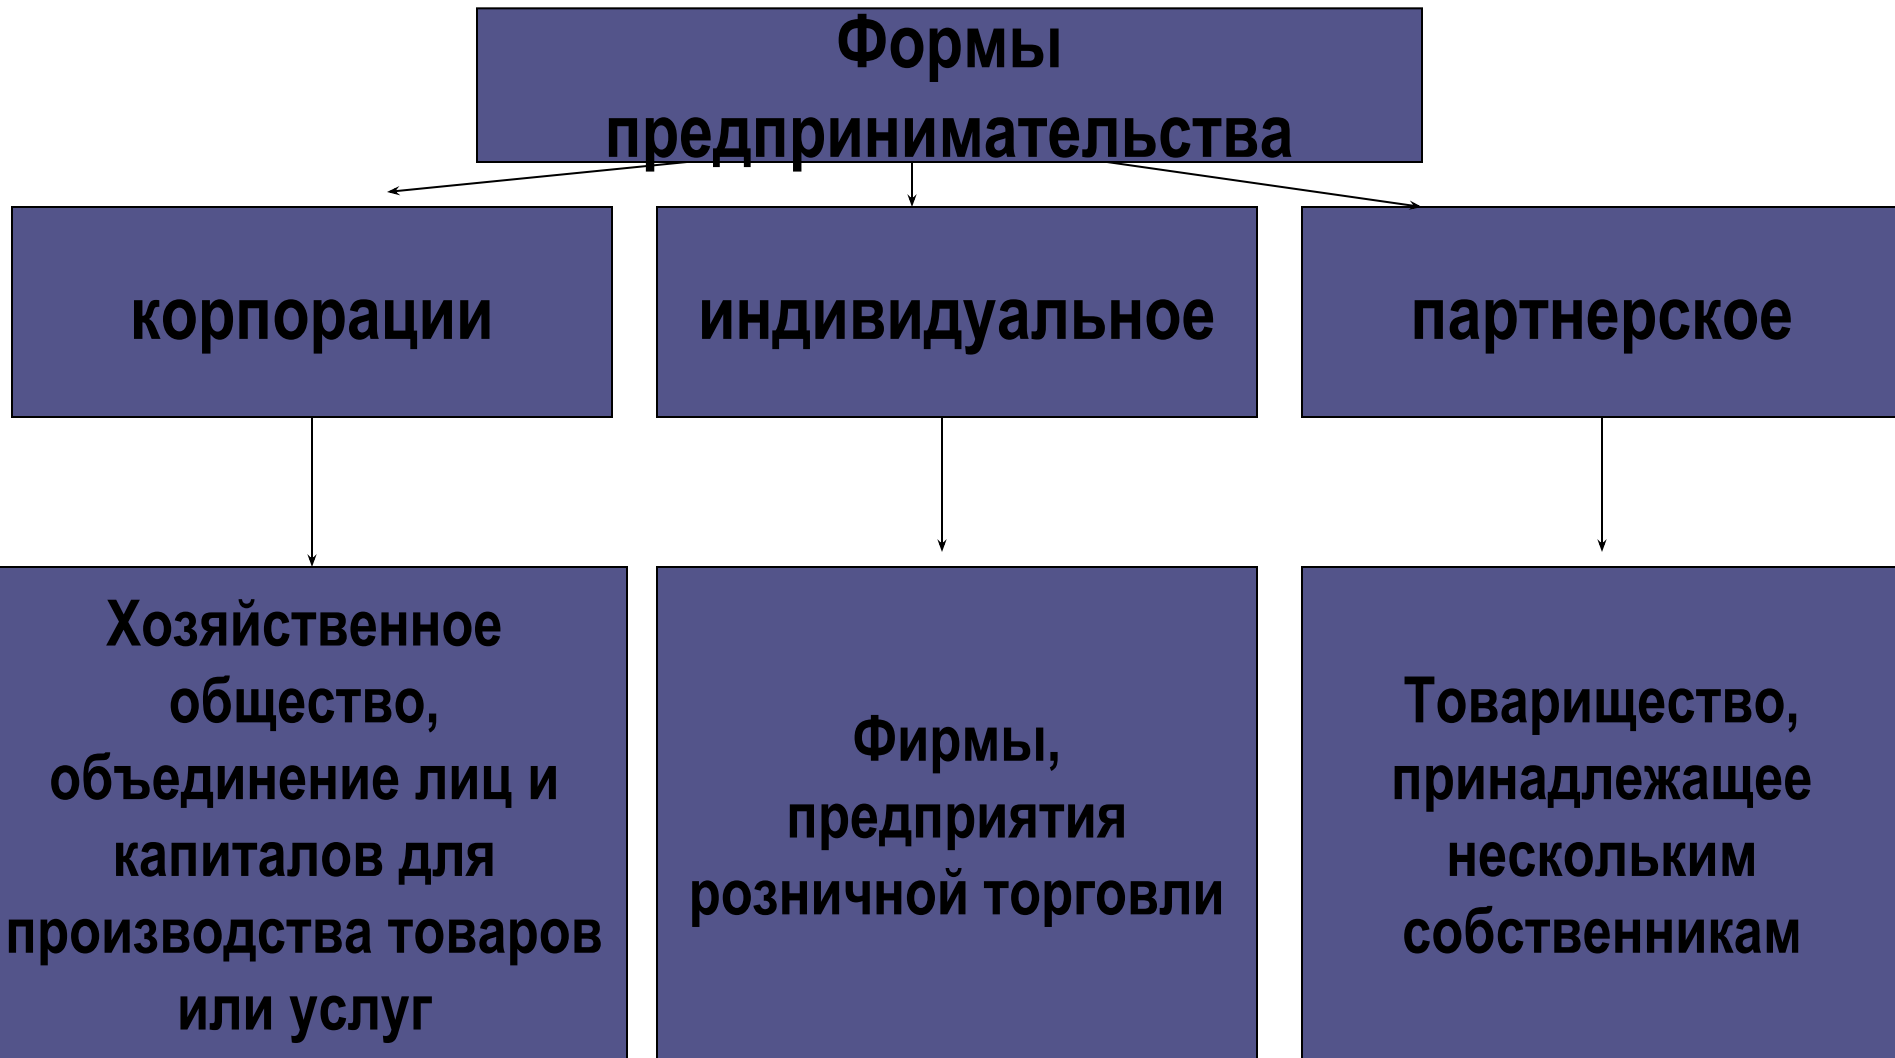 Формы
предпринимательства
корпорации
индивидуальное
партнерское
Хозяйственное
общество,
объединение лиц и
капиталов для
производства товаров
или услуг
Фирмы,
предприятия
розничной торговли
Товарищество,
принадлежащее
нескольким
собственникам